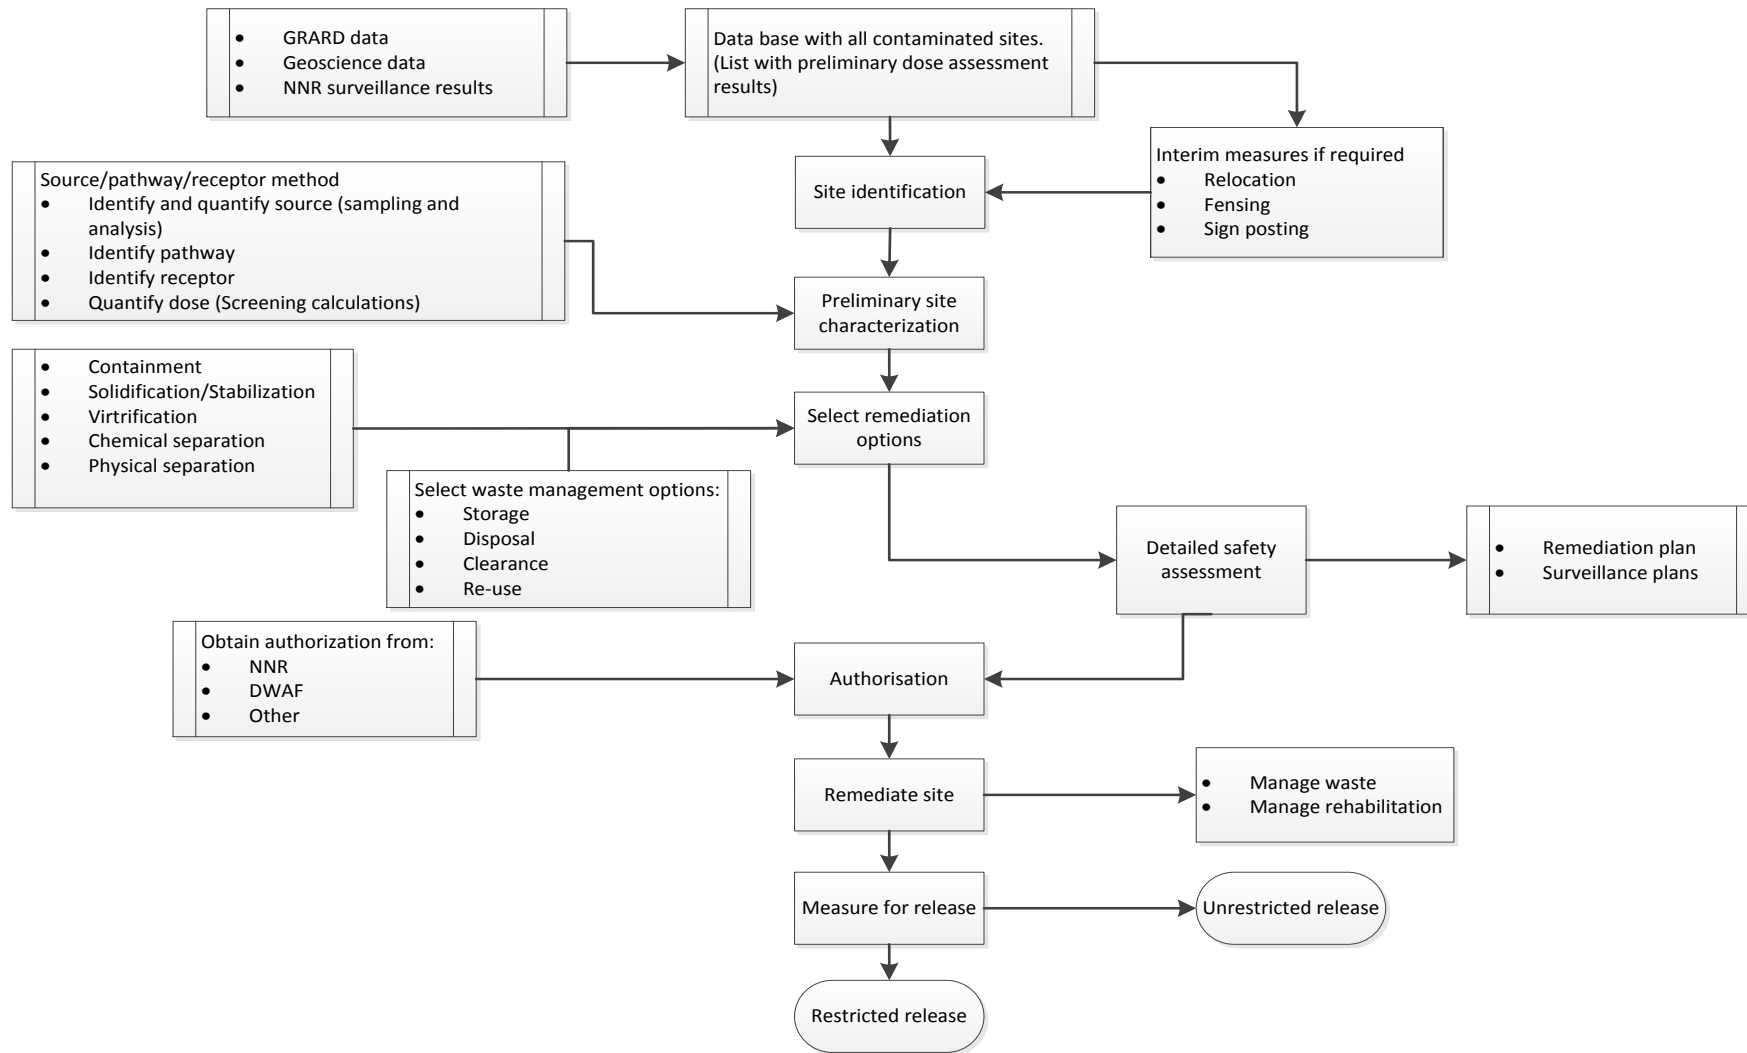 • GRARD data
• Geoscience data
• NNR surveillance results
Data base with all contaminated sites.
(List with preliminary dose assessment
results)
Interim measures if required
• Relocation
• Fensing
• Sign posting
Site identification
Source/pathway/receptor method
• Identify and quantify source (sampling and
analysis)
• Identify pathway
• Identify receptor
• Quantify dose (Screening calculations)
Preliminary site
characterization
• Containment
• Solidification/Stabilization
• Virtrification
• Chemical separation
• Physical separation
Select remediation
options
Select waste management options:
• Storage
• Disposal
• Clearance
• Re-use
Detailed safety
assessment
• Remediation plan
• Surveillance plans
Obtain authorization from:
• NNR
• DWAF
• Other
Authorisation
Remediate site
• Manage waste
• Manage rehabilitation
Measure for release
Unrestricted release
Restricted release